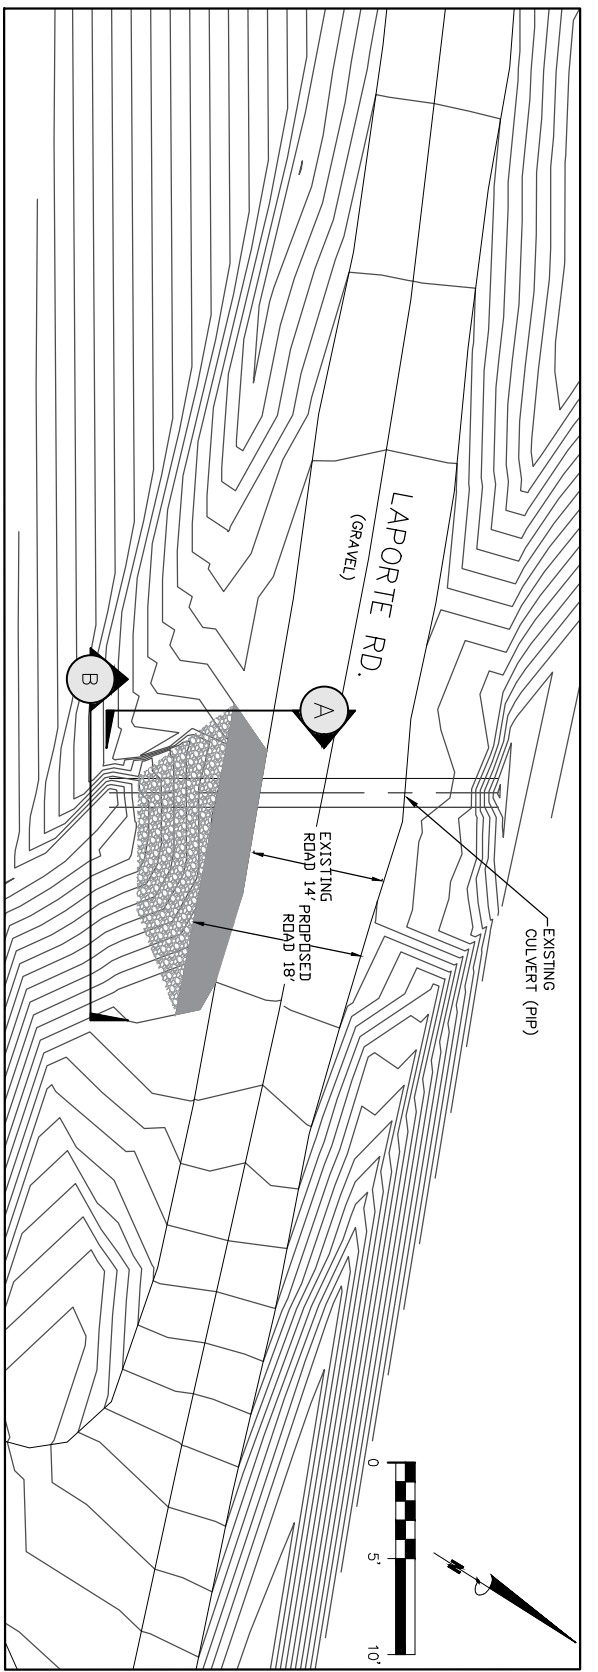 LAPORTE RD.
(GRAVEL)
A
B
EXISTING
ROAD 14'
PROPOSED
ROAD 18'
EXISTING
CULVERT (PIP)
0
5'
10'
N